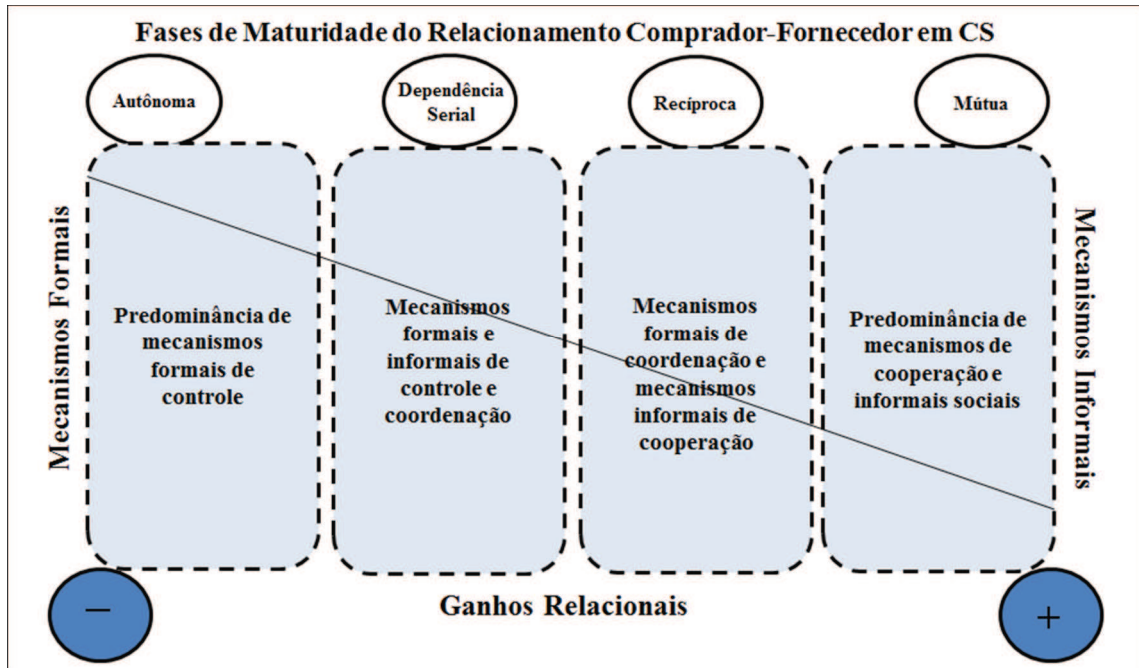 Fases de Maturidade do Relacionamento Comprador-Fornecedor em CS
Autônoma
Dependência
Serial
Recíproca
Mútua
Mecanismos Formais
Predominância de
mecanismos
formais de
controle
Mecanismos
formais e
informais de
controle e
coordenação
Mecanismos
formais de
coordenação e
mecanismos
informais de
cooperação
Predominância de
mecanismos de
cooperação e
informais sociais
Mecanismos Informais
−
Ganhos Relacionais
+